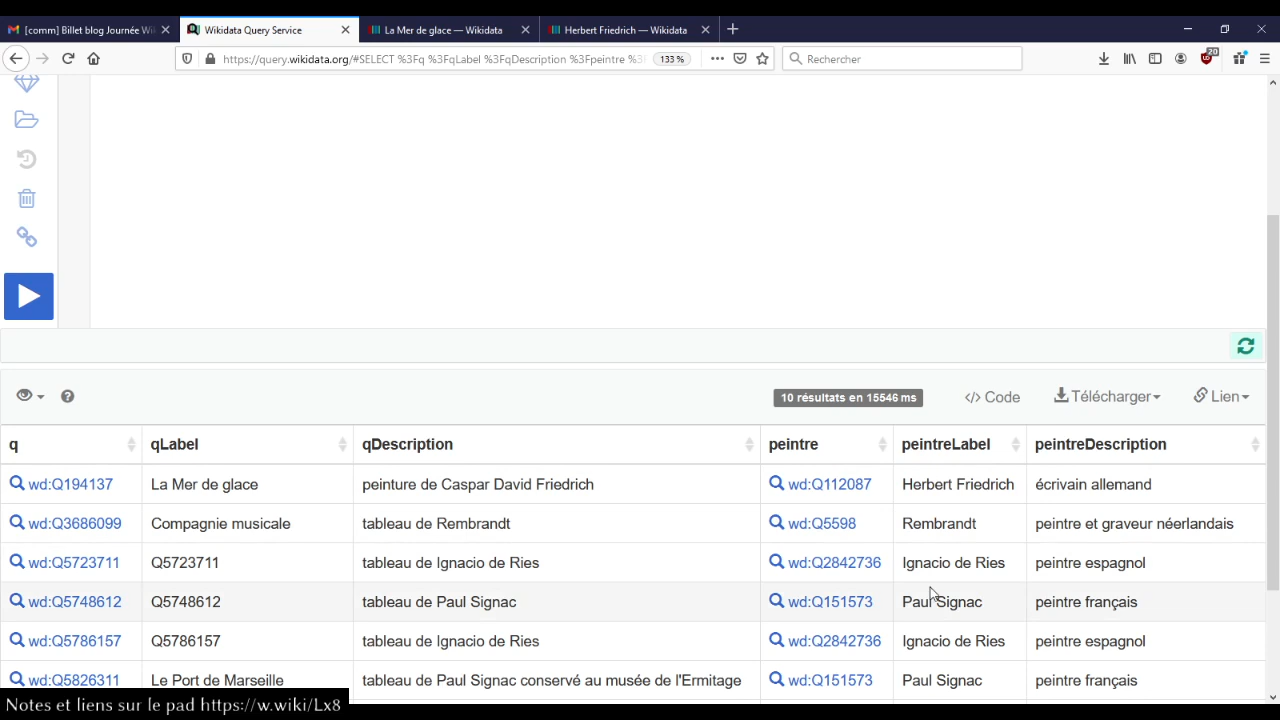 [comm] Billet blog Journée Wi
Wikidata Query Service
La Mer de glace — Wikidata
Herbert Friedrich — Wikidata
https://query.wikidata.org/#SELECT %3Fq %3FqLabel %3FqDescription %3Fpeintre %3
133 %
Rechercher
20
10 résultats en 15546 ms
</> Code
Télécharger
Lien
q qLabel qDescription peintre peintreLabel peintreDescription
wd:Q194137 La Mer de glace peinture de Caspar David Friedrich wd:Q112087 Herbert Friedrich écrivain allemand
wd:Q3686099 Compagnie musicale tableau de Rembrandt wd:Q5598 Rembrandt peintre et graveur néerlandais
wd:Q5723711 Q5723711 tableau de Ignacio de Ries wd:Q2842736 Ignacio de Ries peintre espagnol
wd:Q5748612 Q5748612 tableau de Paul Signac wd:Q151573 Paul Signac peintre français
wd:Q5786157 Q5786157 tableau de Ignacio de Ries wd:Q2842736 Ignacio de Ries peintre espagnol
wd:Q5826311 Le Port de Marseille tableau de Paul Signac conservé au musée de l'Ermitage wd:Q151573 Paul Signac peintre français
Notes et liens sur le pad https://w.wiki/Lx8